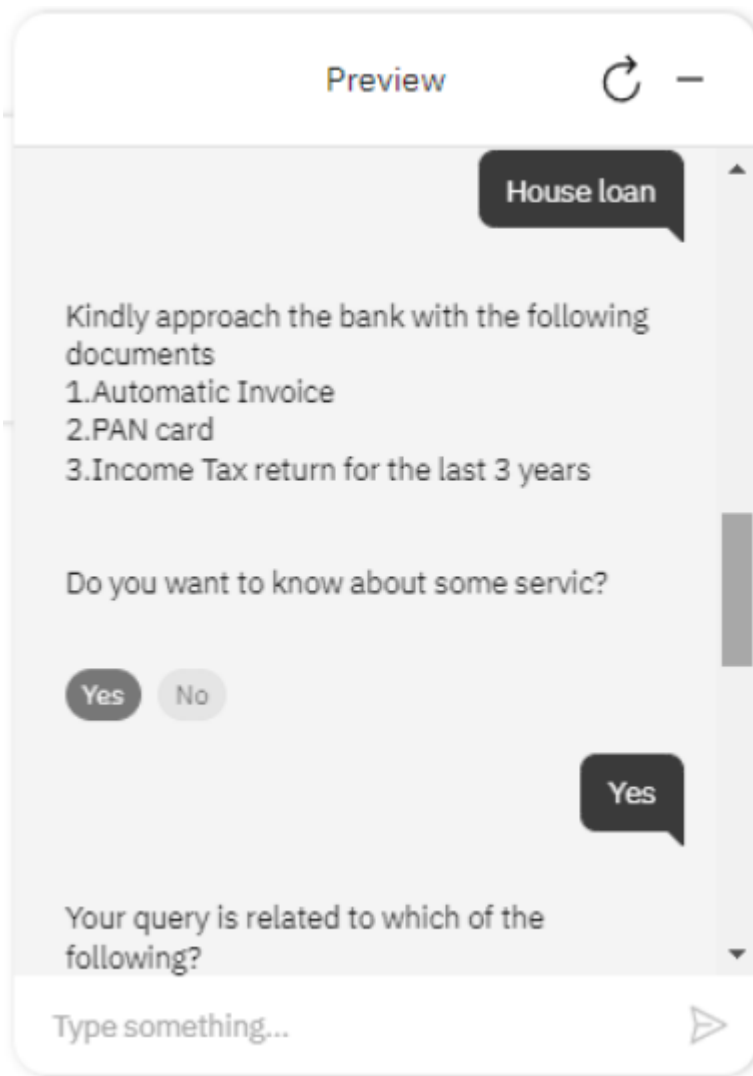 Preview
House loan
Kindly approach the bank with the following
documents
1.Automatic Invoice
2.PAN card
3.Income Tax return for the last 3 years
Do you want to know about some servic?
Yes No
Yes
Your query is related to which of the
following?
Type something...